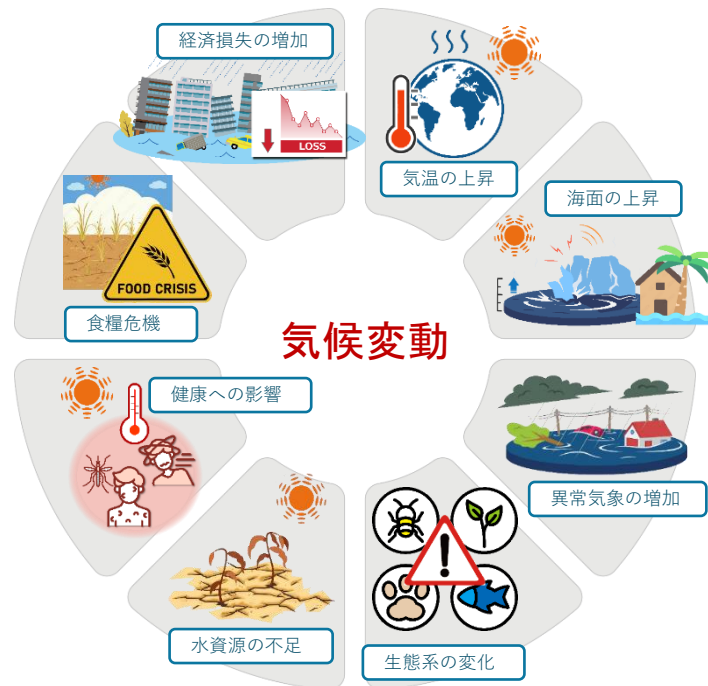 経済損失の増加
LOSS
気温の上昇
海面の上昇
FOOD CRISIS
食糧危機
気候変動
健康への影響
異常気象の増加
水資源の不足
生態系の変化